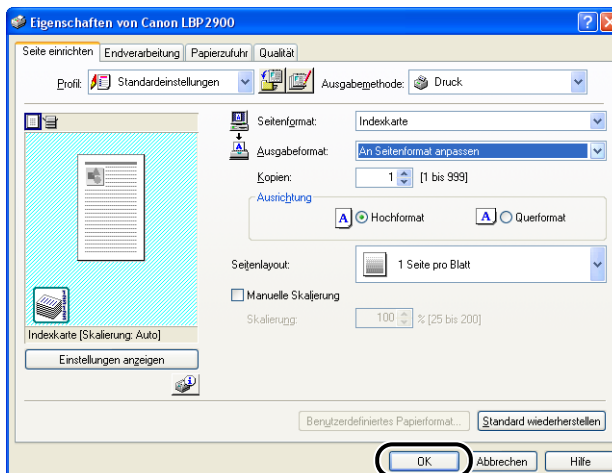 Eigenschaften von Canon LBP2900
Seite einrichten Endverarbeitung Papierzufuhr Qualität
Profil: Standardeinstellungen Ausgabemethode: Druck
Seitenformat: Indexkarte
Ausgabeformat: An Seitenformat anpassen
Kopien: 1 [1 bis 999]
Ausrichtung
A Hochformat A Querformat
Seitenlayout: 1 Seite pro Blatt
Manuelle Skalierung
Skalierung: 100 % [25 bis 200]
Indexkarte [Skalierung: Auto]
Einstellungen anzeigen
Benutzerdefiniertes Papierformat... Standard wiederherstellen
OK Abbrechen Hilfe